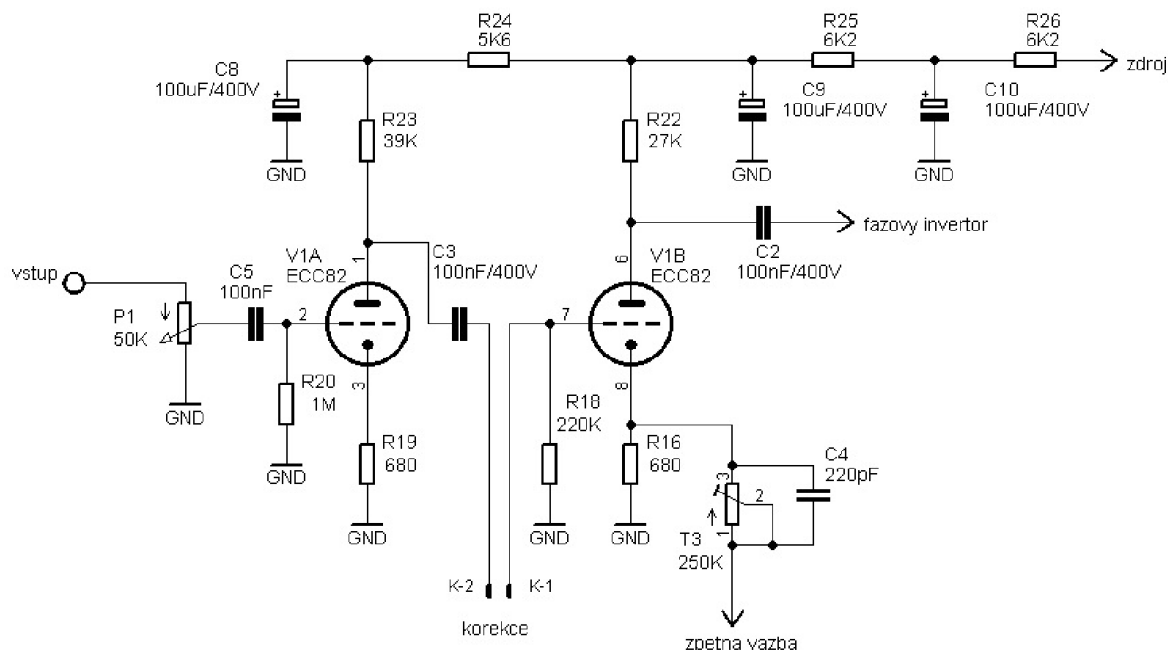 R24
5K6
R25
6K2
R26
6K2
zdroj
C8
100uF/400V
+
GND
R23
39K
R22
27K
C9
100uF/400V
+
GND
C10
100uF/400V
+
GND
fazovy invertor
C2
100nF/400V
vstup
P1
50K
GND
C5
100nF
V1A
ECC82
1
2
3
C3
100nF/400V
V1B
ECC82
6
7
8
R20
1M
GND
R19
680
GND
R18
220K
GND
R16
680
GND
C4
220pF
3
2
1
T3
250K
K-2
K-1
korekce
zpetna vazba